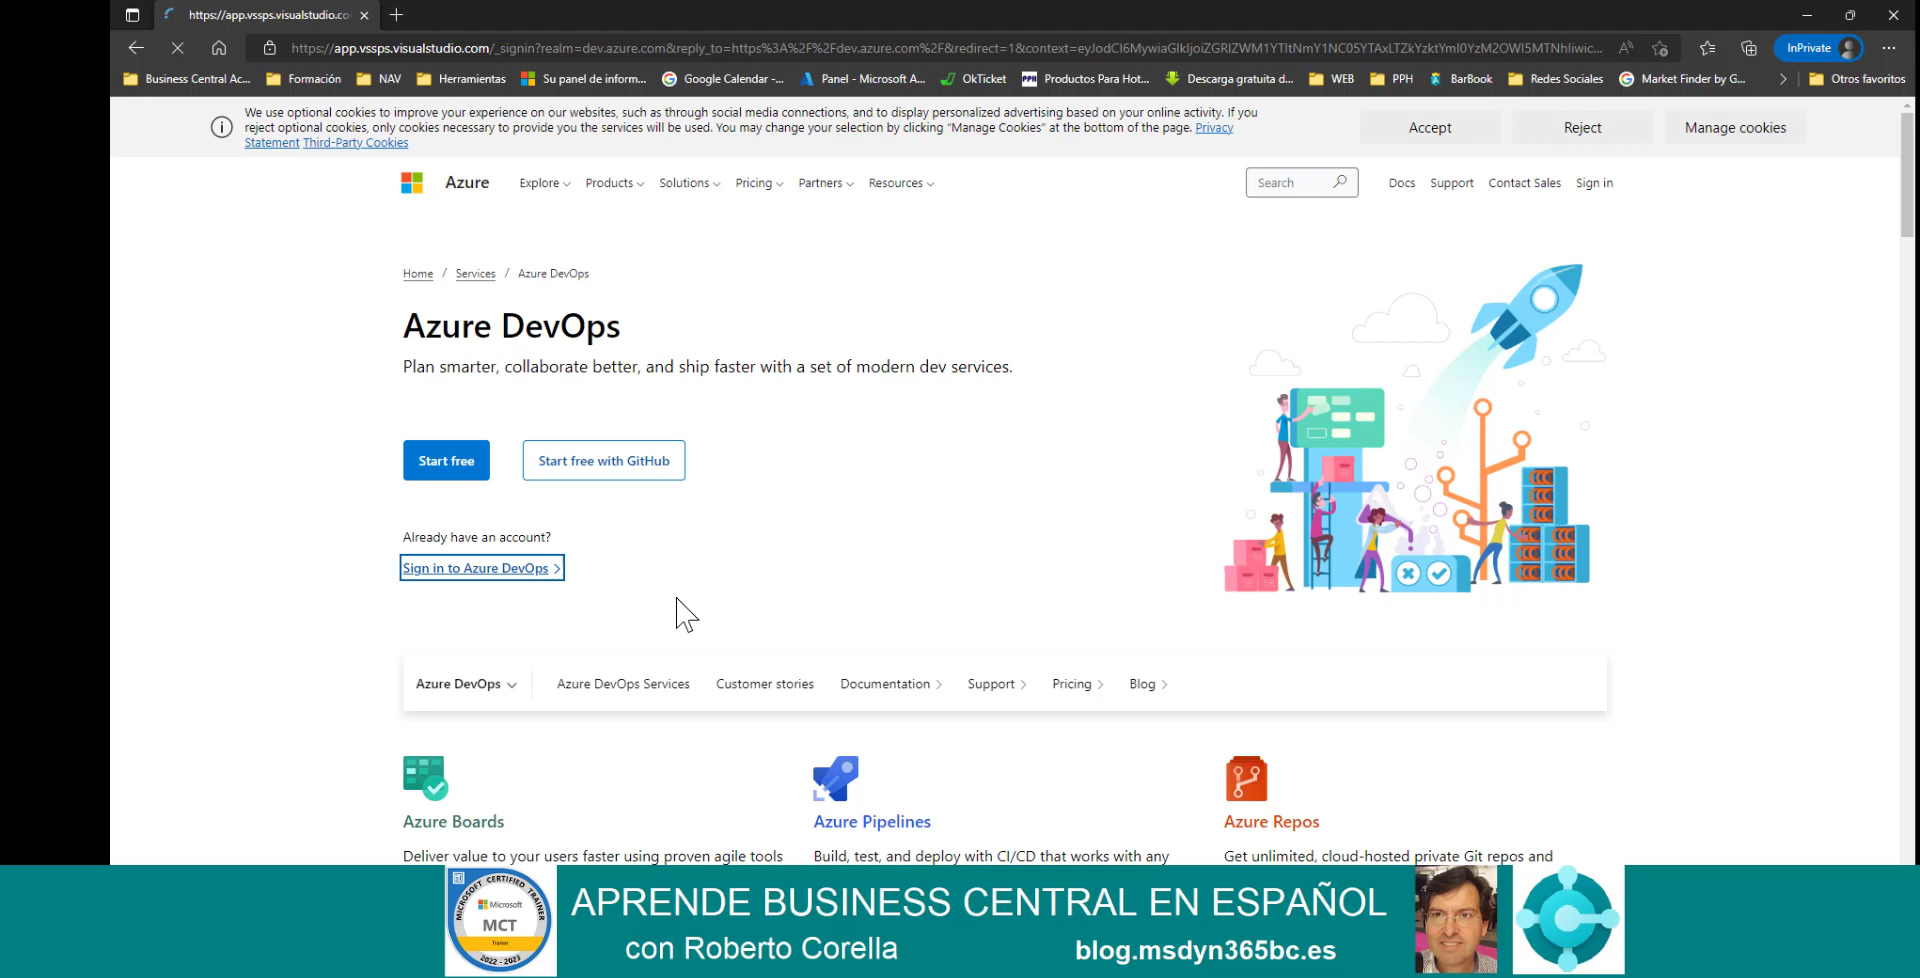 https://app.vssps.visualstudio.co
https://app.vssps.visualstudio.com/_signin?realm=dev.azure.com&reply_to=https%3A%2F%2Fdev.azure.com%2F&redirect=1
InPrivate
Business Central Ac... Formación NAV Herramientas Su panel de inform... Google Calendar -... Panel - Microsoft A... OkTicket PPH Productos Para Hot... Descarga gratuita d... WEB PPH BarBook Redes Sociales Market Finder by G... Otros favoritos
We use optional cookies to improve your experience on our websites, such as through social media connections, and to display personalized advertising based on your online activity. If you
reject optional cookies, only cookies necessary to provide you the services will be used. You may change your selection by clicking "Manage Cookies" at the bottom of the page. Privacy
Statement Third-Party Cookies
Accept Reject Manage cookies
Azure Explore Products Solutions Pricing Partners Resources Search Docs Support Contact Sales Sign in
Home / Services / Azure DevOps
Azure DevOps
Plan smarter, collaborate better, and ship faster with a set of modern dev services.
Start free Start free with GitHub
Already have an account?
Sign in to Azure DevOps >
Azure DevOps Azure DevOps Services Customer stories Documentation > Support > Pricing > Blog >
Azure Boards Azure Pipelines Azure Repos
Deliver value to your users faster using proven agile tools Build, test, and deploy with CI/CD that works with any Get unlimited, cloud-hosted private Git repos and
MICROSOFT CERTIFIED TRAINER
Microsoft
MCT
Trainer
2022 - 2023
APRENDE BUSINESS CENTRAL EN ESPAÑOL
con Roberto Corella blog.msdyn365bc.es